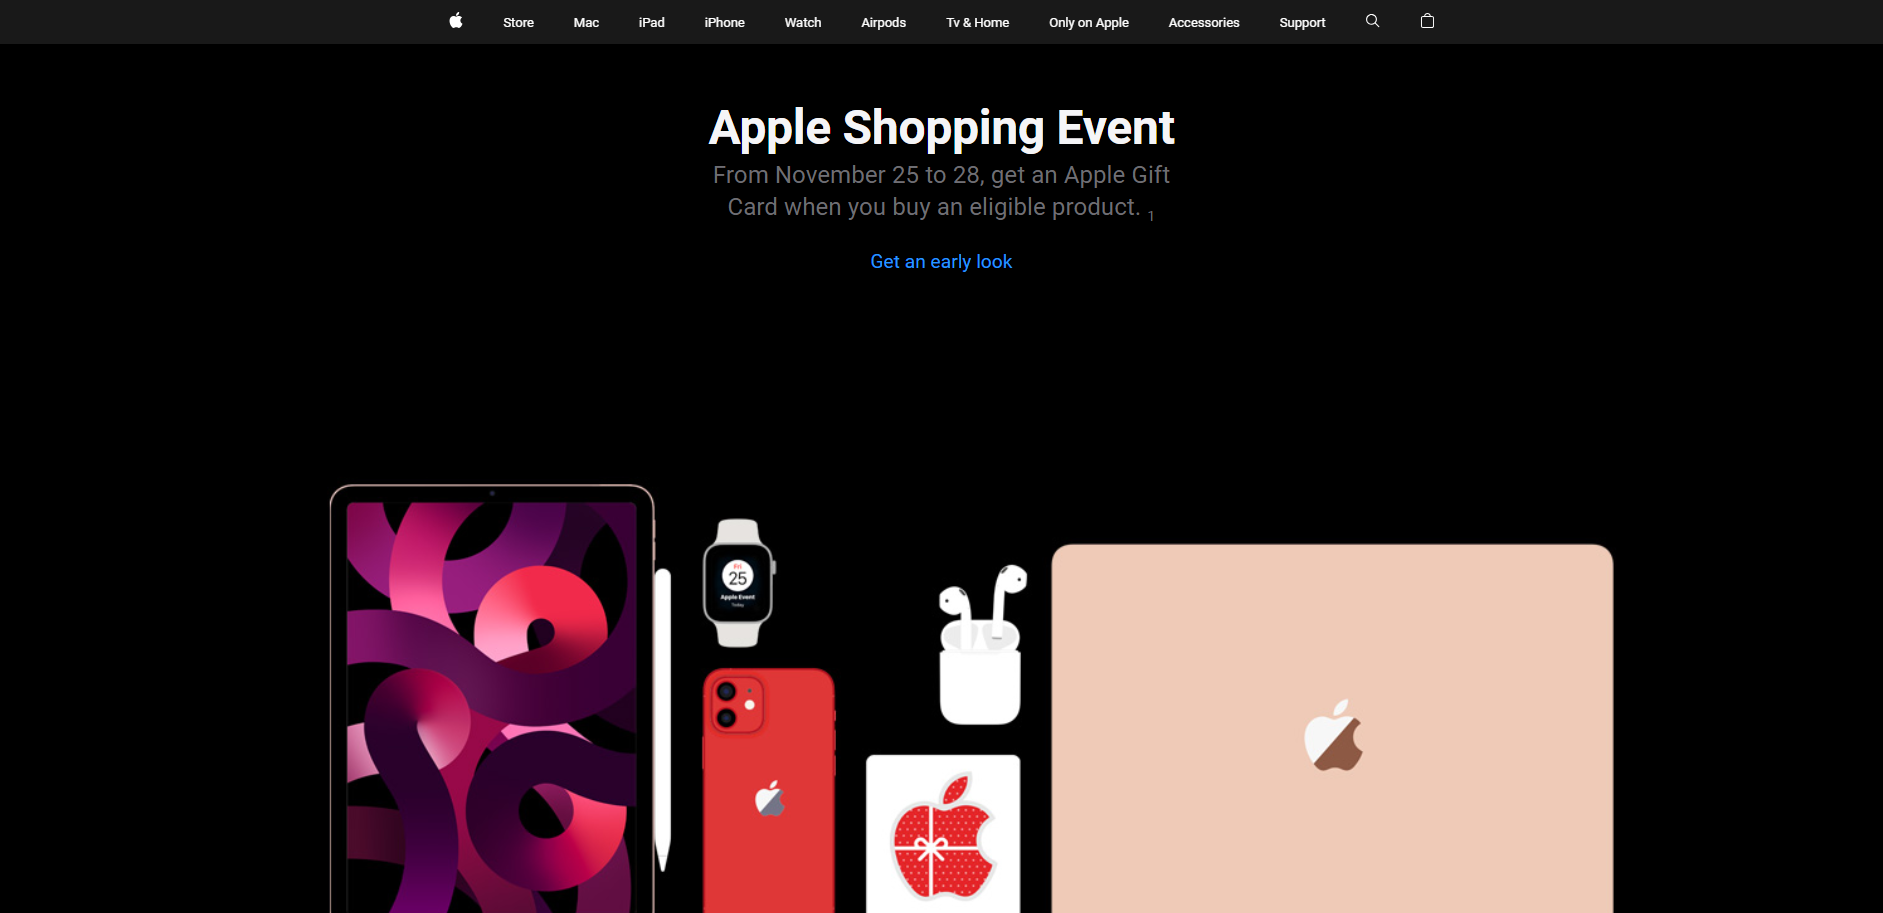 Store Mac iPad iPhone Watch Airpods Tv & Home Only on Apple Accessories Support
Apple Shopping Event
From November 25 to 28, get an Apple Gift
Card when you buy an eligible product. 1
Get an early look
Fri
25
Apple Event
Today